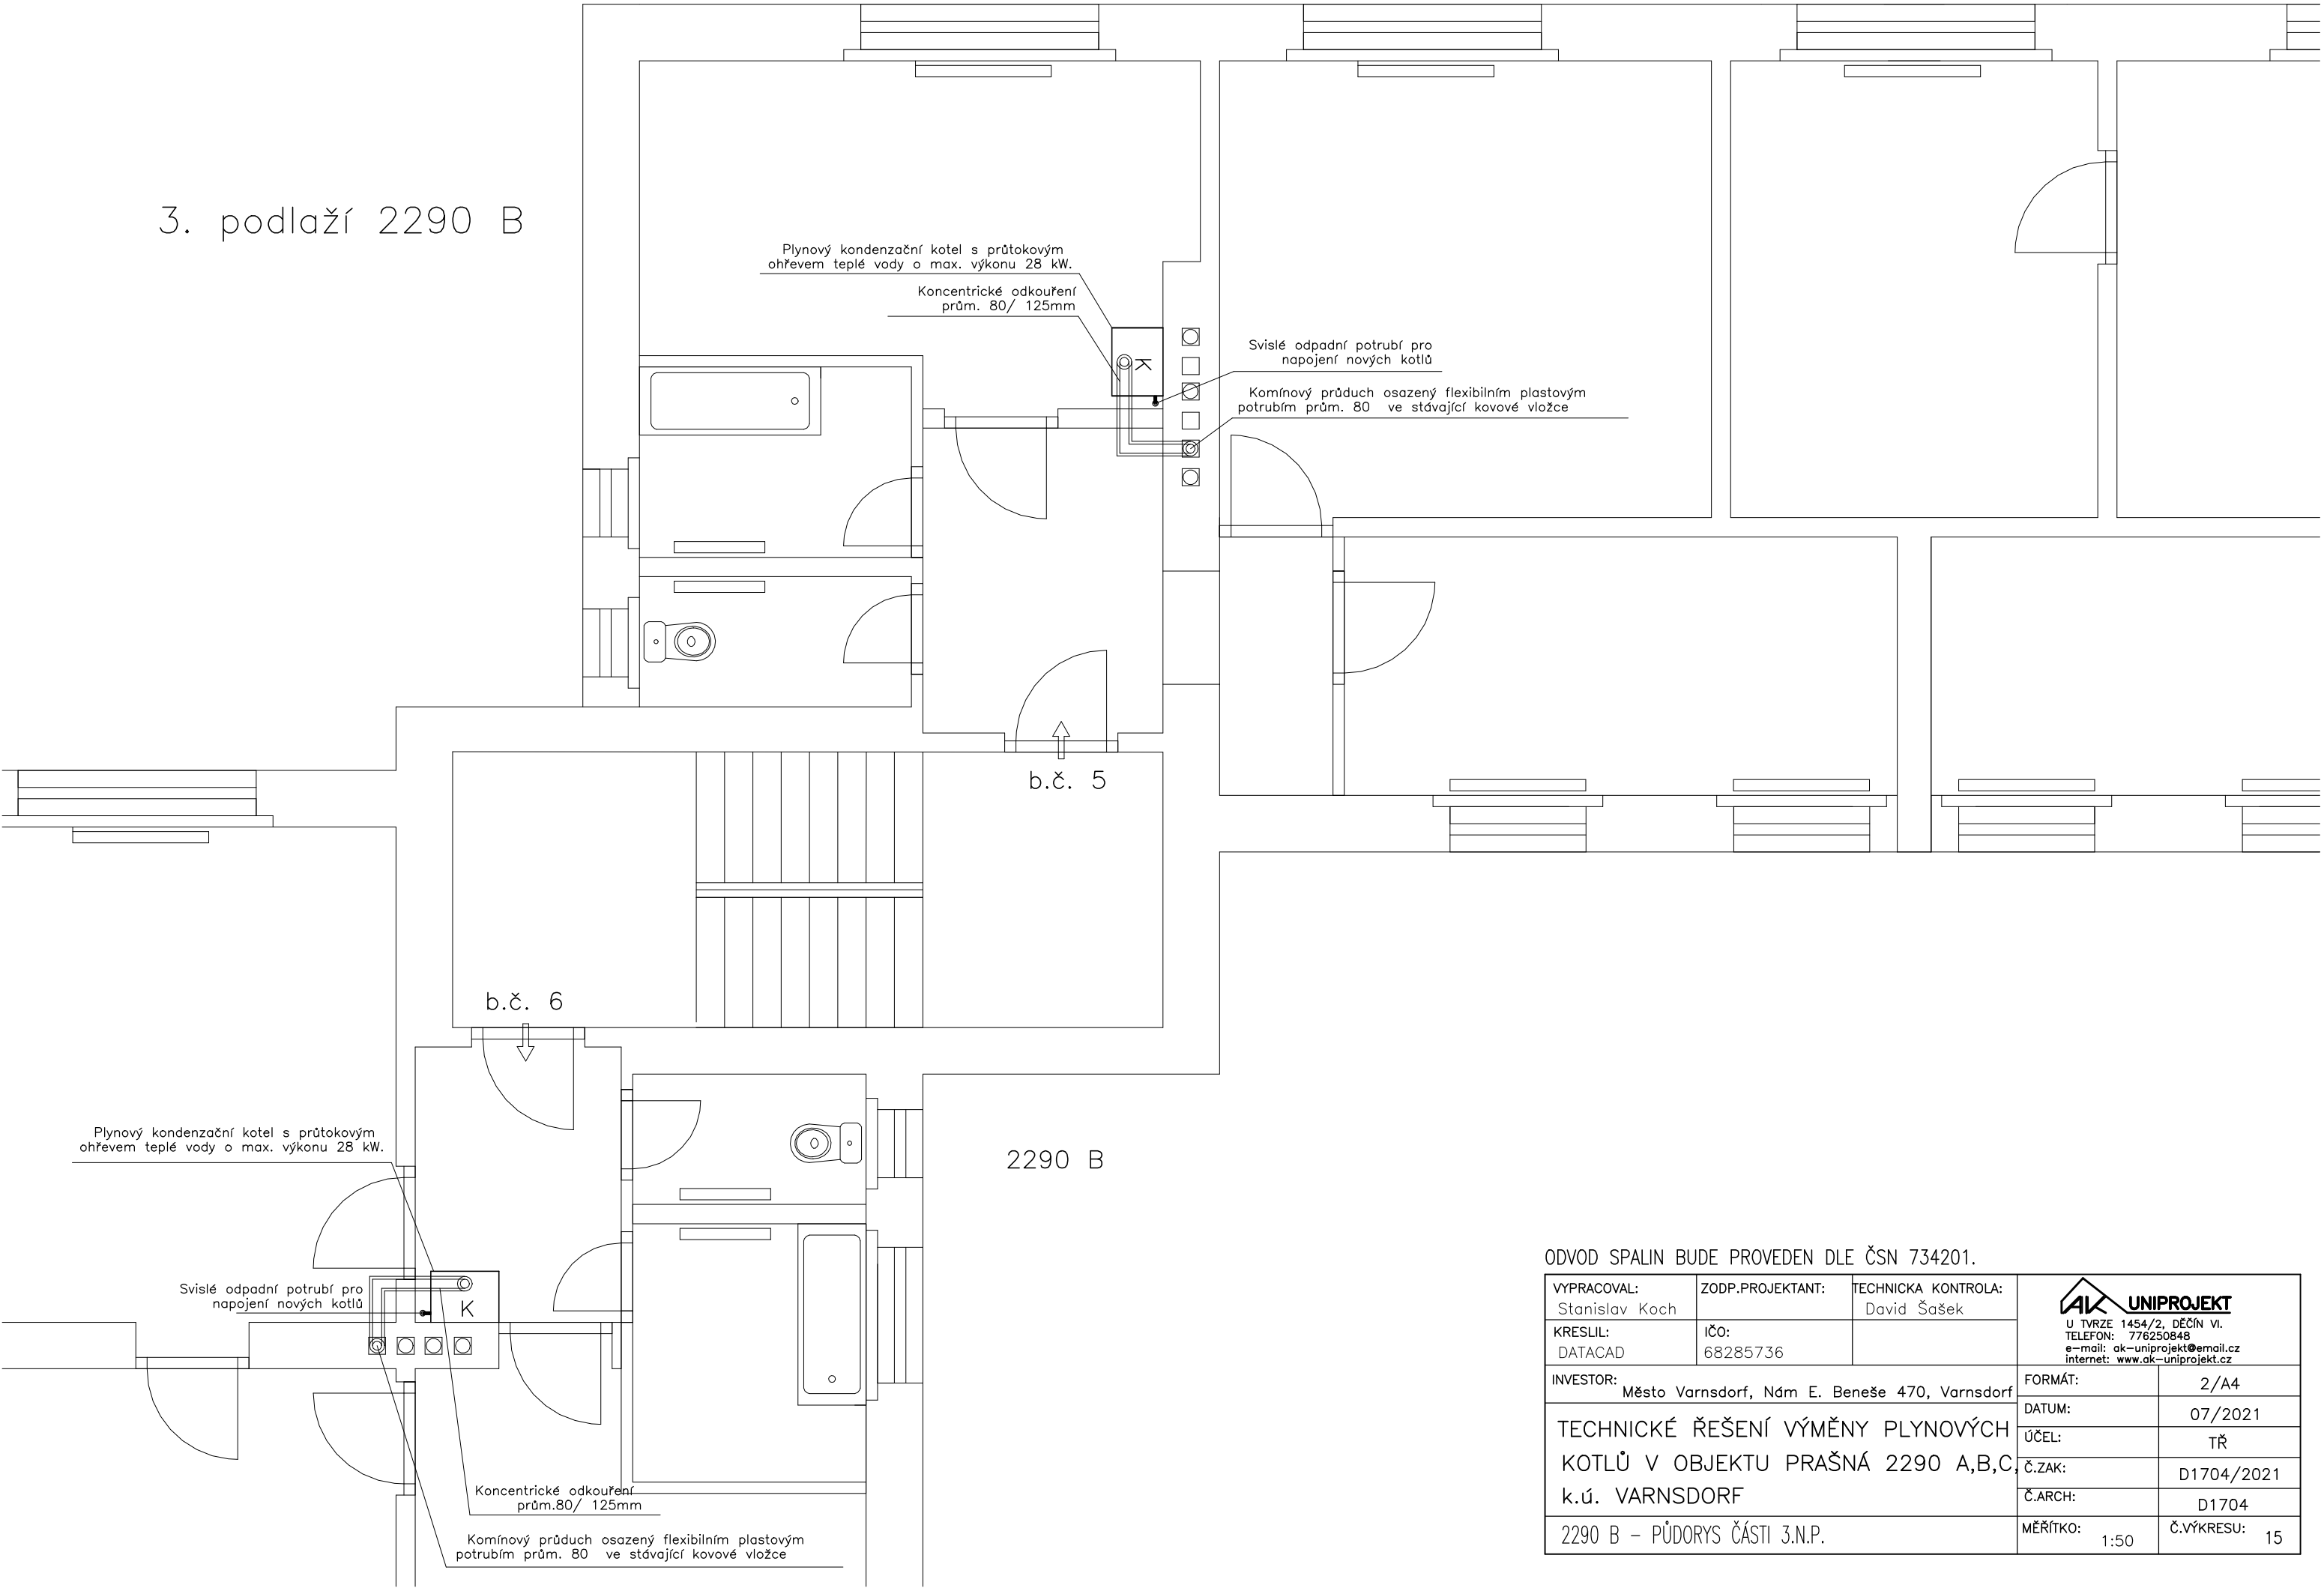 3. podlaží 2290 B
Plynový kondenzační kotel s průtokovým
ohřevem teplé vody o max. výkonu 28 kW.
Koncentrické odkouření
prům. 80/ 125mm
K
Svislé odpadní potrubí pro
napojení nových kotlů
Komínový průduch osazený flexibilním plastovým
potrubím prům. 80 ve stávající kovové vložce
b.č. 5
b.č. 6
Plynový kondenzační kotel s průtokovým
ohřevem teplé vody o max. výkonu 28 kW.
2290 B
Svislé odpadní potrubí pro
napojení nových kotlů
K
Koncentrické odkouření
prům.80/ 125mm
Komínový průduch osazený flexibilním plastovým
potrubím prům. 80 ve stávající kovové vložce
ODVOD SPALIN BUDE PROVEDEN DLE ČSN 734201.
VYPRACOVAL:
Stanislav Koch
ZODP.PROJEKTANT:
TECHNICKA KONTROLA:
David Šašek
KRESLIL:
DATACAD
IČO:
68285736
AK UNIPROJEKT
U TVRZE 1454/2, DĚČÍN VI.
TELEFON: 776250848
e-mail: ak-uniprojekt@email.cz
internet: www.ak-uniprojekt.cz
INVESTOR: Město Varnsdorf, Nám E. Beneše 470, Varnsdorf
TECHNICKÉ ŘEŠENÍ VÝMĚNY PLYNOVÝCH
KOTLŮ V OBJEKTU PRAŠNÁ 2290 A,B,C,
k.ú. VARNSDORF
2290 B - PŮDORYS ČÁSTI 3.N.P.
FORMÁT: 2/A4
DATUM: 07/2021
ÚČEL: TŘ
Č.ZAK: D1704/2021
Č.ARCH: D1704
MĚŘÍTKO: 1:50
Č.VÝKRESU: 15